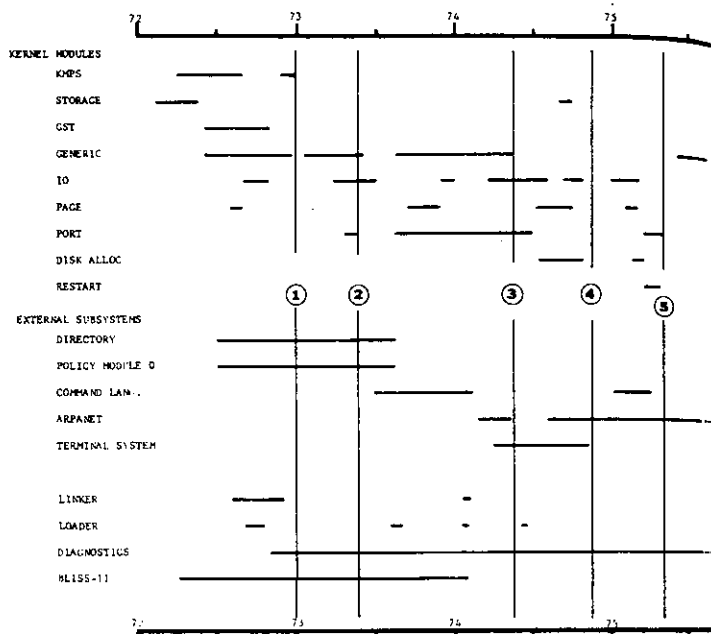 72 73 74 75
KERNEL MODULES
KMPS
STORAGE
GST
GENERIC
IO
PAGE
PORT
DISK ALLOC
RESTART
1 2 3 4 5
EXTERNAL SUBSYSTEMS
DIRECTORY
POLICY MODULE 0
COMMAND
ARPANET
TERMINAL SYSTEM
LINKER
LOADER
DIAGNOSTICS
BLISS-11
72 73 74 75